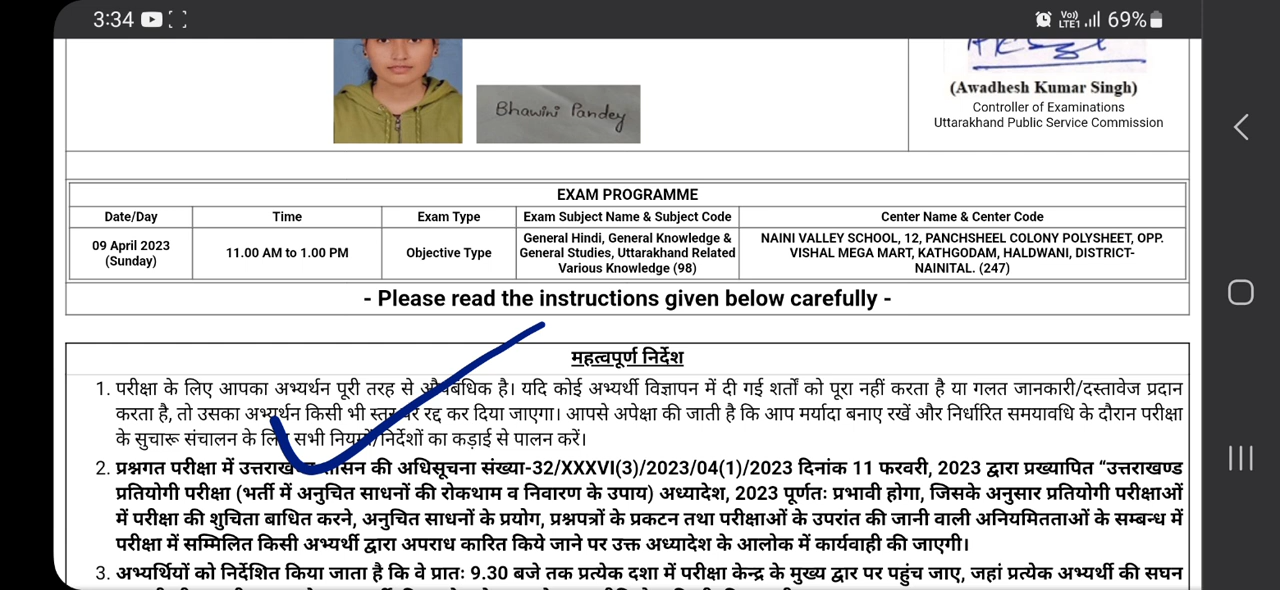 3:34
Vo)) LTE1 69%
Bhawini Pandey
(Awadhesh Kumar Singh)
Controller of Examinations
Uttarakhand Public Service Commission
EXAM PROGRAMME
Date/Day Time Exam Type Exam Subject Name & Subject Code Center Name & Center Code
09 April 2023 (Sunday) 11.00 AM to 1.00 PM Objective Type General Hindi, General Knowledge & General Studies, Uttarakhand Related Various Knowledge (98) NAINI VALLEY SCHOOL, 12, PANCHSHEEL COLONY POLYSHEET, OPP. VISHAL MEGA MART, KATHGODAM, HALDWANI, DISTRICT- NAINITAL. (247)
- Please read the instructions given below carefully -
महत्वपूर्ण निर्देश
1. परीक्षा के लिए आपका अभ्यर्थन पूरी तरह से औपबंधिक है। यदि कोई अभ्यर्थी विज्ञापन में दी गई शर्तों को पूरा नहीं करता है या गलत जानकारी/दस्तावेज प्रदान
करता है, तो उसका अभ्यर्थन किसी भी स्तर पर रद्द कर दिया जाएगा। आपसे अपेक्षा की जाती है कि आप मर्यादा बनाए रखें और निर्धारित समयावधि के दौरान परीक्षा
के सुचारू संचालन के लिए सभी नियमों/निर्देशों का कड़ाई से पालन करें।
2. प्रश्नगत परीक्षा में उत्तराखण्ड शासन की अधिसूचना संख्या-32/XXXVI(3)/2023/04(1)/2023 दिनांक 11 फरवरी, 2023 द्वारा प्रख्यापित “उत्तराखण्ड
प्रतियोगी परीक्षा (भर्ती में अनुचित साधनों की रोकथाम व निवारण के उपाय) अध्यादेश, 2023 पूर्णतः प्रभावी होगा, जिसके अनुसार प्रतियोगी परीक्षाओं
में परीक्षा की शुचिता बाधित करने, अनुचित साधनों के प्रयोग, प्रश्नपत्रों के प्रकटन तथा परीक्षाओं के उपरांत की जानी वाली अनियमितताओं के सम्बन्ध में
परीक्षा में सम्मिलित किसी अभ्यर्थी द्वारा अपराध कारित किये जाने पर उक्त अध्यादेश के आलोक में कार्यवाही की जाएगी।
3. अभ्यर्थियों को निर्देशित किया जाता है कि वे प्रातः 9.30 बजे तक प्रत्येक दशा में परीक्षा केन्द्र के मुख्य द्वार पर पहुंच जाए, जहां प्रत्येक अभ्यर्थी की सघन